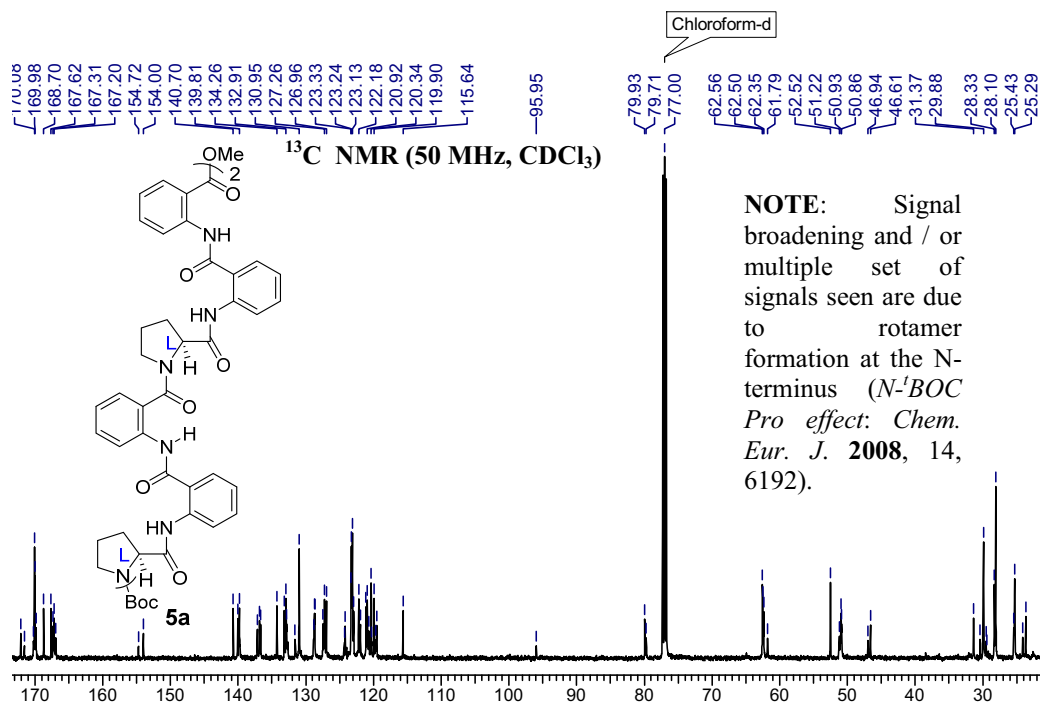 Chloroform-d
170.08
169.98
168.70
167.62
167.31
167.20
154.72
154.00
140.70
139.81
134.26
132.91
130.95
127.26
126.96
123.33
123.24
123.13
122.18
120.92
120.34
119.90
115.64
95.95
79.93
79.71
77.00
62.56
62.50
62.35
61.79
52.52
51.22
50.93
50.86
46.94
46.61
31.37
29.88
28.33
28.10
25.43
25.29
13C NMR (50 MHz, CDCl3)
OMe
2
O
NH
O
NH
L
N
H
O
O
N-H
O
NH
L
N
H
O
Boc
5a
NOTE: Signal
broadening and / or
multiple set of
signals seen are due
to rotamer
formation at the N-
terminus (N-tBOC
Pro effect: Chem.
Eur. J. 2008, 14,
6192).
170 160 150 140 130 120 110 100 90 80 70 60 50 40 30